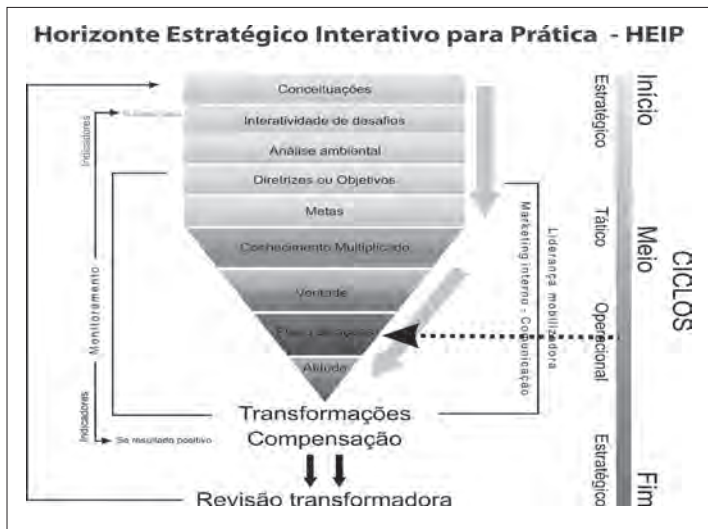 Horizonte Estratégico Interativo para Prática - HEIP
Conceituações
Interatividade de desafios
Análise ambiental
Diretrizes ou Objetivos
Metas
Conhecimento Multiplicado
Vontade
Atitude
Transformações
Compensação
Revisão transformadora
Indicadores
Monitoramento
Indicadores
Se resultado positivo
Liderança mobilizadora
Marketing interno - Comunicação
Estratégico
Tático
Operacional
Estratégico
Início
Meio
Fim
CICLOS